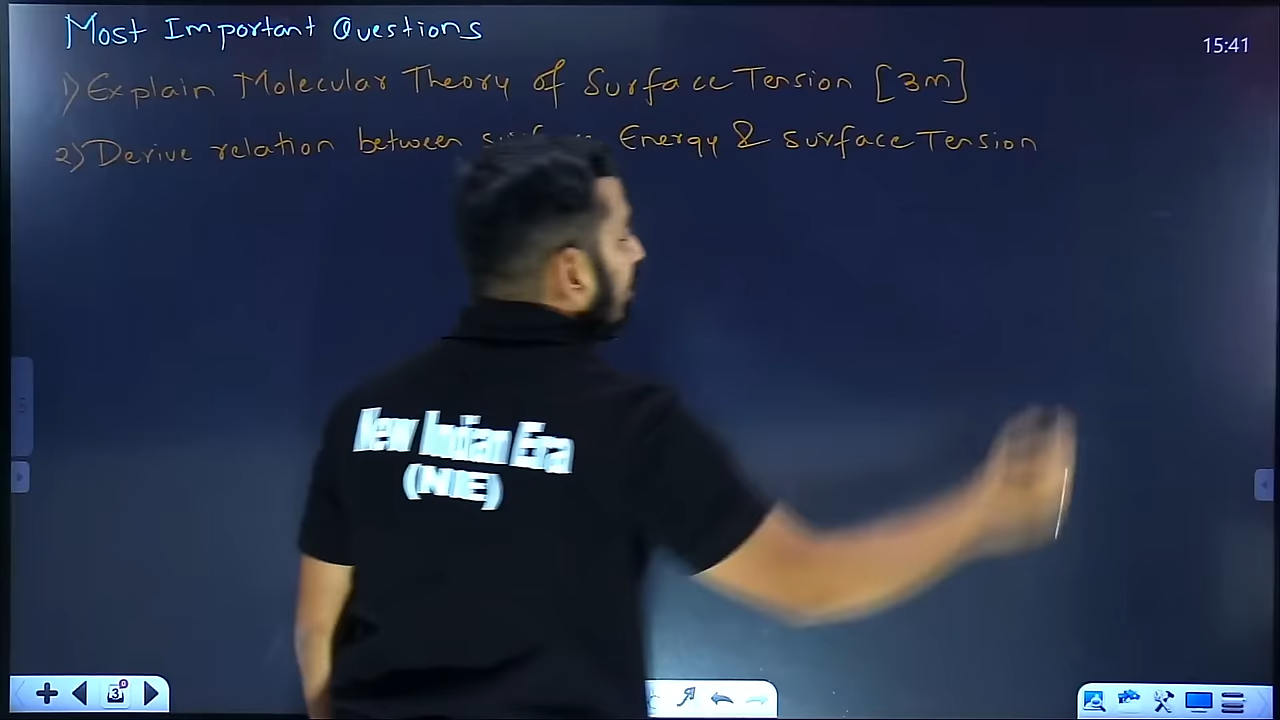 Most Important Questions
15:41
1) Explain Molecular Theory of Surface Tension [3m]
2) Derive relation between Energy & Surface Tension
New Indian Era
(NIE)
3